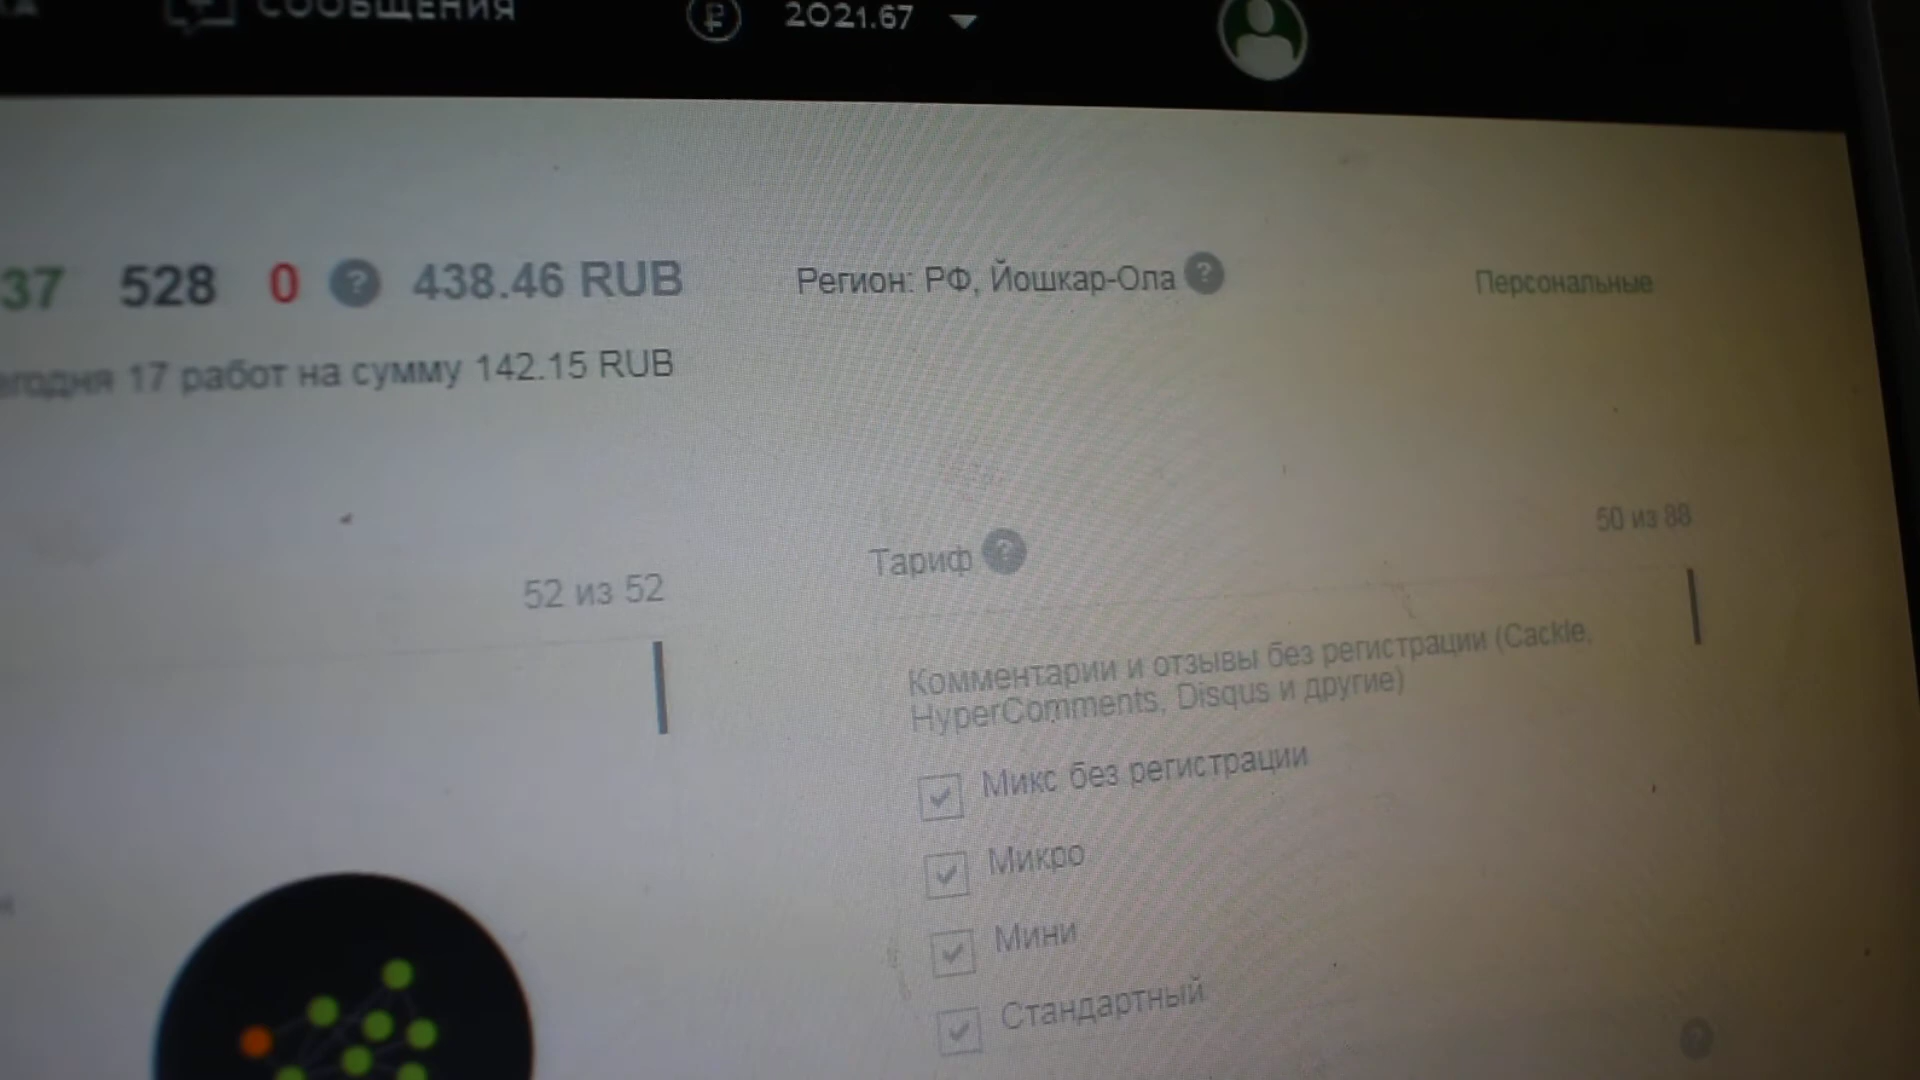 СООБЩЕНИЯ
2021.67
37 528 0 ? 438.46 RUB
Регион: РФ, Йошкар-Ола ?
Персональные
17 работ на сумму 142.15 RUB
52 из 52
Тариф ?
50 из 88
Комментарии и отзывы без регистрации (Cackle,
HyperComments, Disqus и другие)
Микс без регистрации
Микро
Мини
Стандартный
?